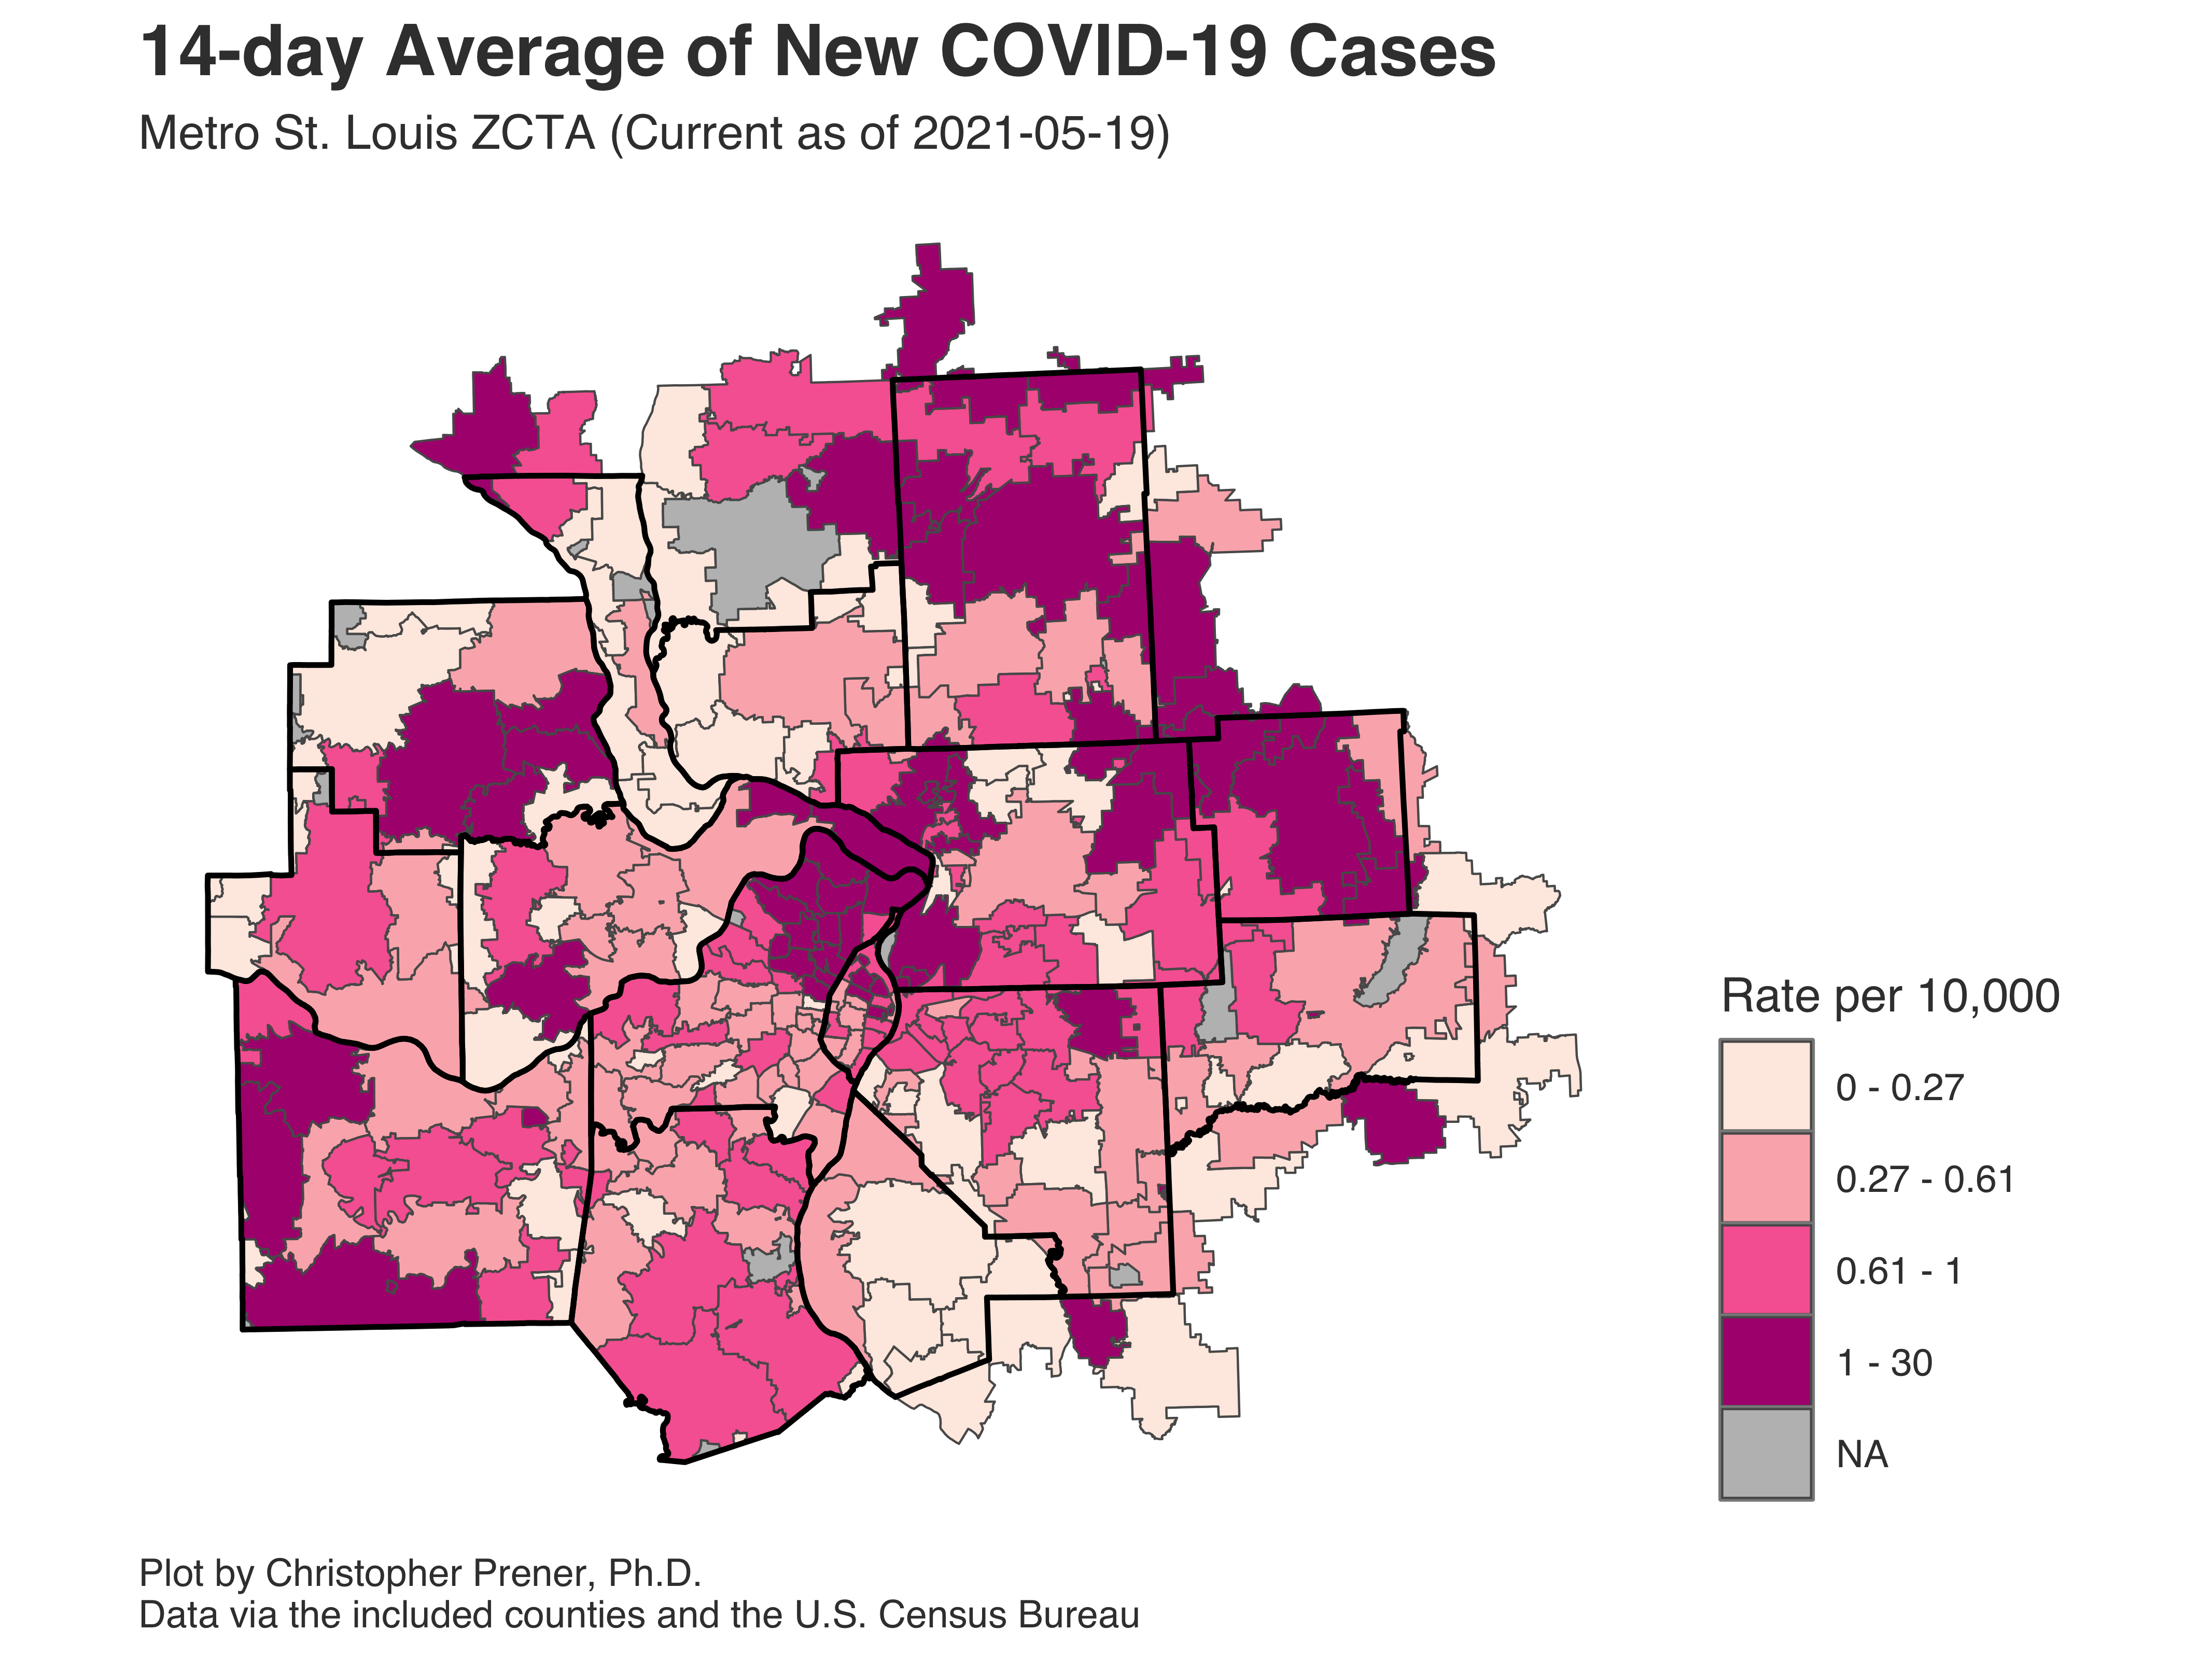 14-day Average of New COVID-19 Cases
Metro St. Louis ZCTA (Current as of 2021-05-19)
Rate per 10,000
0 - 0.27
0.27 - 0.61
0.61 - 1
1 - 30
NA
Plot by Christopher Prener, Ph.D.
Data via the included counties and the U.S. Census Bureau